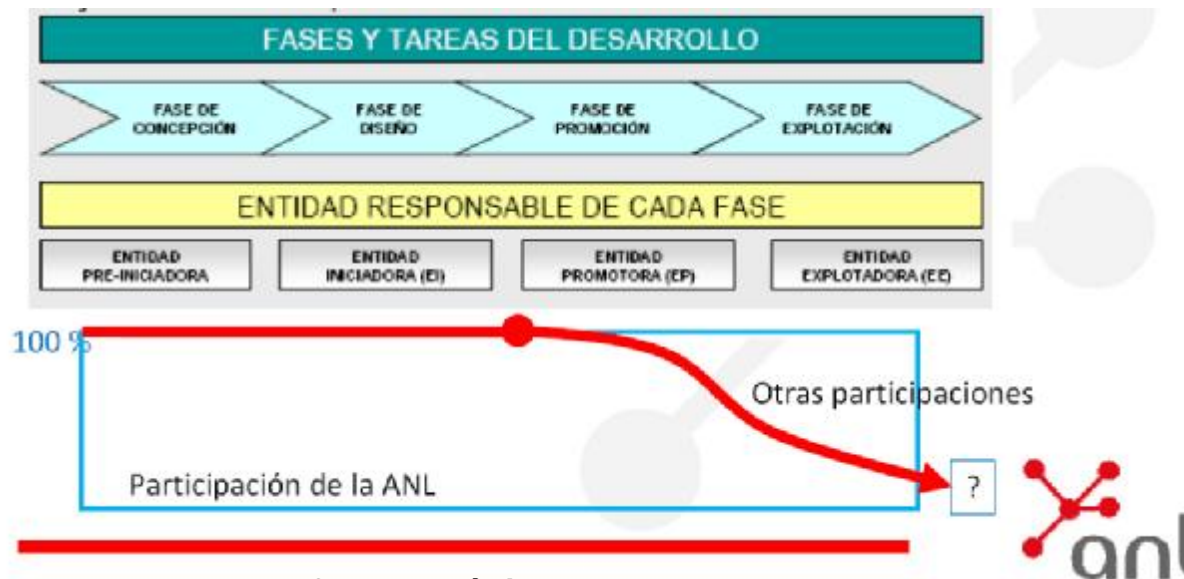 FASES Y TAREAS DEL DESARROLLO
FASE DE
CONCEPCIÓN
FASE DE
DISEÑO
FASE DE
PROMOCIÓN
FASE DE
EXPLOTACIÓN
ENTIDAD RESPONSABLE DE CADA FASE
ENTIDAD
PRE-INICIADORA
ENTIDAD
INICIADORA (EI)
ENTIDAD
PROMOTORA (EP)
ENTIDAD
EXPLOTADORA (EE)
100 %
Otras participaciones
Participación de la ANL
?
anl